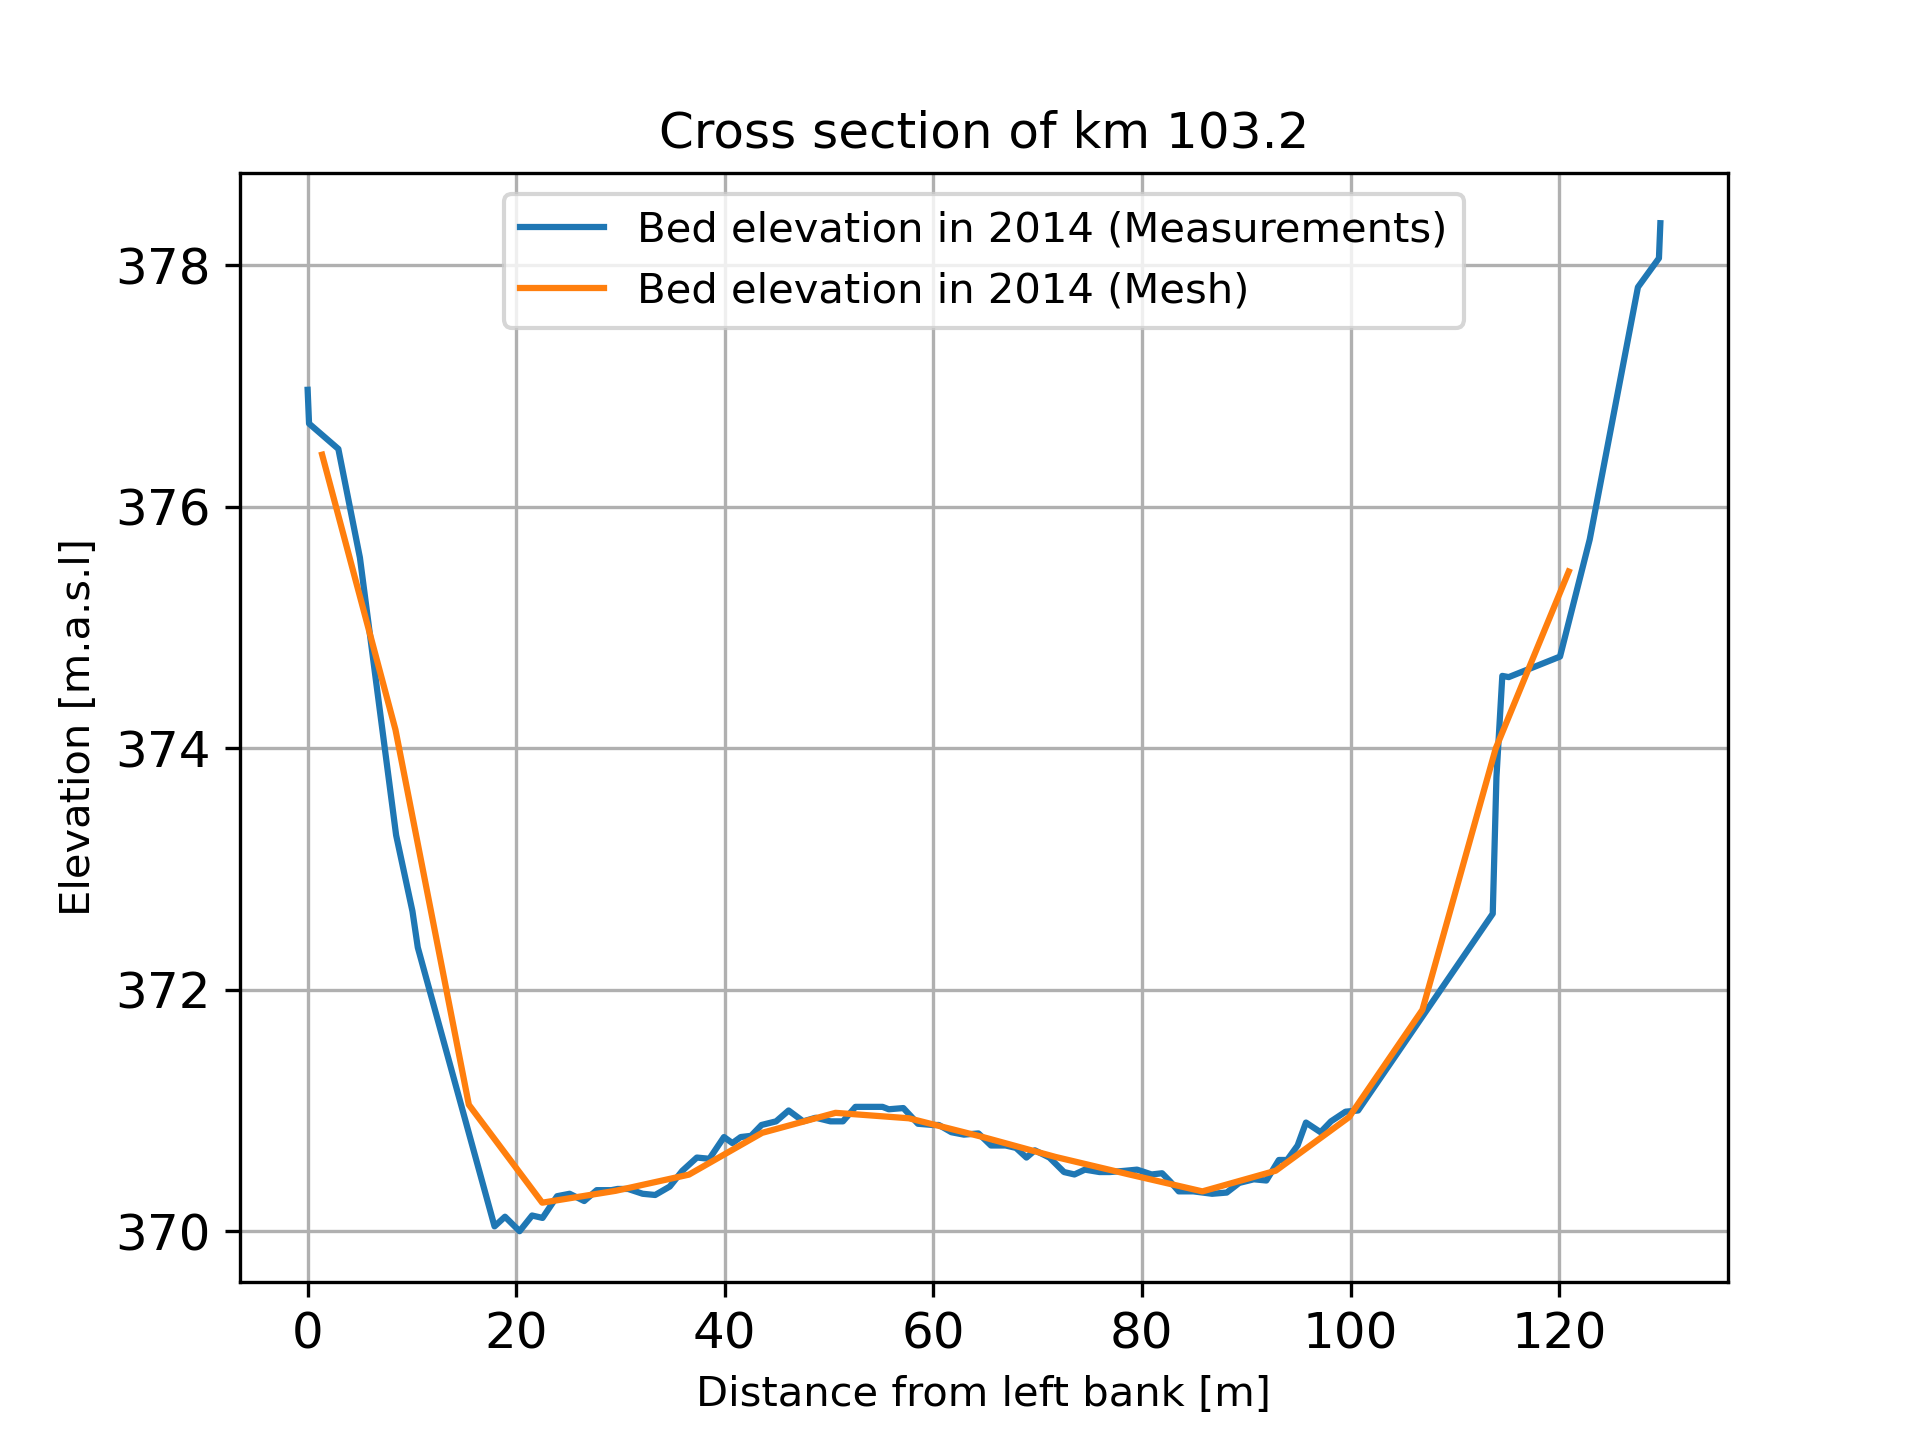 Cross section of km 103.2
Bed elevation in 2014 (Measurements)
Bed elevation in 2014 (Mesh)
378
376
374
372
370
Elevation [m.a.s.l]
0 20 40 60 80 100 120
Distance from left bank [m]